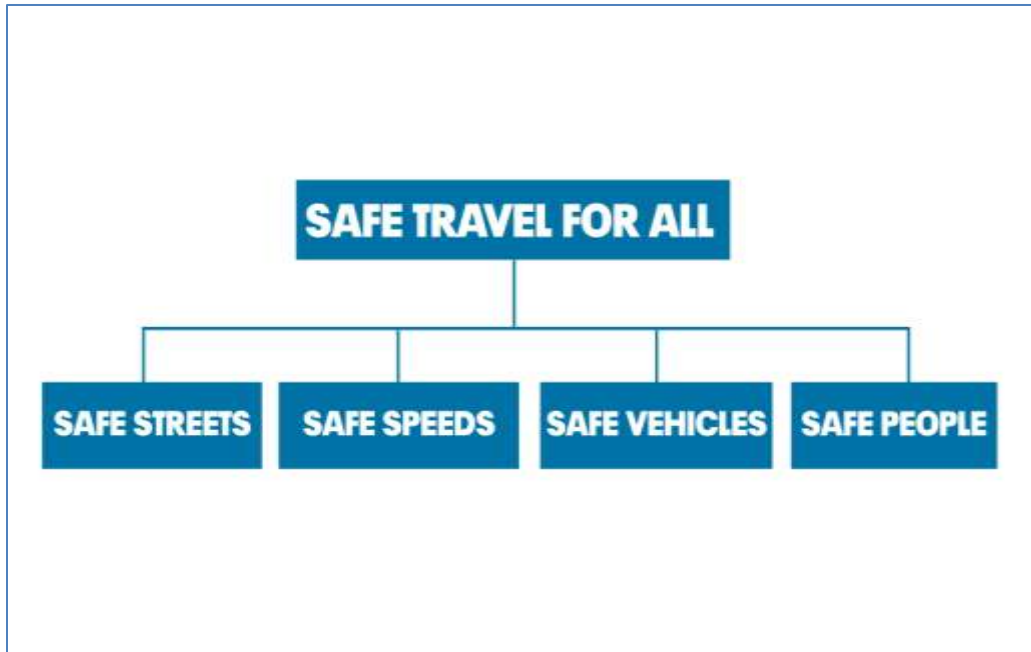 SAFE TRAVEL FOR ALL
SAFE STREETS
SAFE SPEEDS
SAFE VEHICLES
SAFE PEOPLE